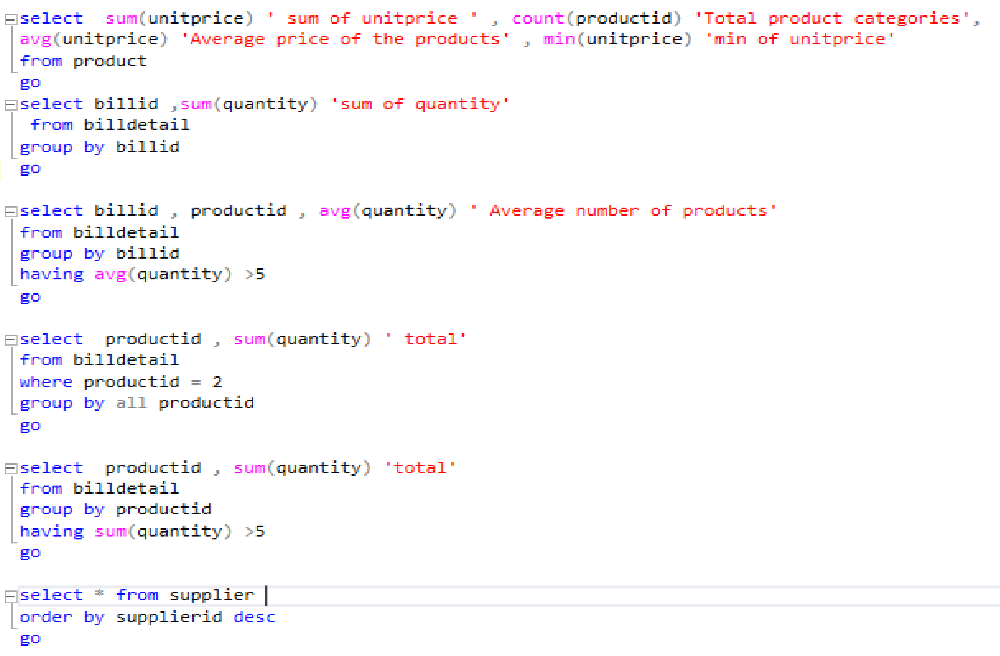 select  sum(unitprice) ' sum of unitprice ' , count(productid) 'Total product categories',
avg(unitprice) 'Average price of the products' , min(unitprice) 'min of unitprice'
from product
go
select billid ,sum(quantity) 'sum of quantity'
 from billdetail
group by billid
go
select billid , productid , avg(quantity) ' Average number of products'
from billdetail
group by billid
having avg(quantity) >5
go
select  productid , sum(quantity) ' total'
from billdetail
where productid = 2
group by all productid
go
select  productid , sum(quantity) 'total'
from billdetail
group by productid
having sum(quantity) >5
go
select * from supplier
order by supplierid desc
go